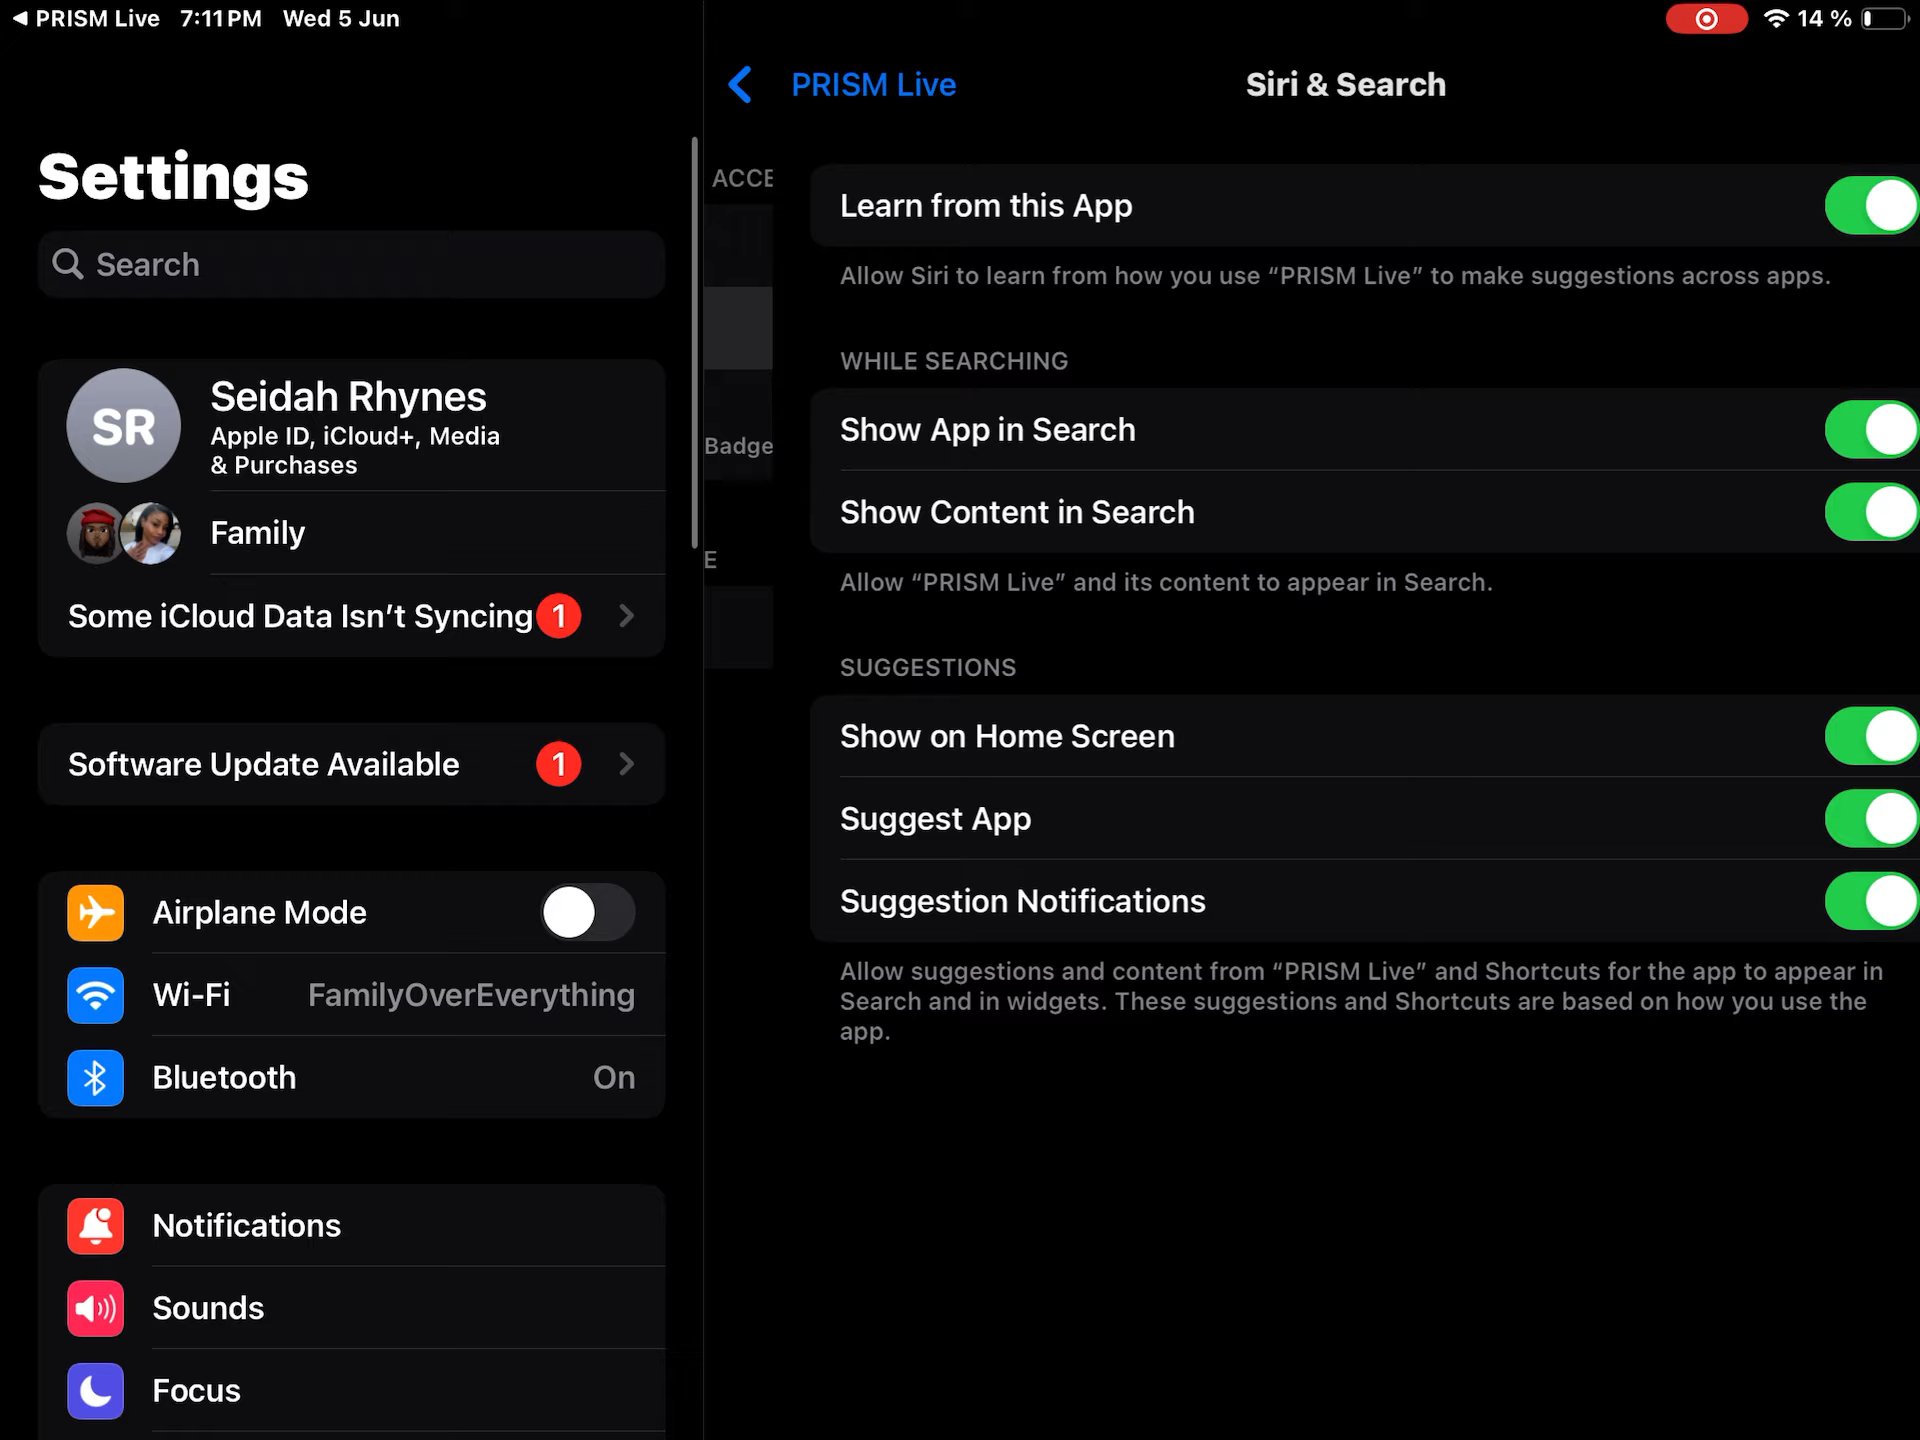 PRISM Live 7:11 PM Wed 5 Jun
14 %
Settings
Search
SR
Seidah Rhynes
Apple ID, iCloud+, Media
& Purchases
Family
Some iCloud Data Isn't Syncing 1
Software Update Available 1
Airplane Mode
Wi-Fi FamilyOverEverything
Bluetooth On
Notifications
Sounds
Focus
ACCE
Badge
E
PRISM Live
Siri & Search
Learn from this App
Allow Siri to learn from how you use “PRISM Live” to make suggestions across apps.
WHILE SEARCHING
Show App in Search
Show Content in Search
Allow “PRISM Live” and its content to appear in Search.
SUGGESTIONS
Show on Home Screen
Suggest App
Suggestion Notifications
Allow suggestions and content from “PRISM Live” and Shortcuts for the app to appear in
Search and in widgets. These suggestions and Shortcuts are based on how you use the
app.